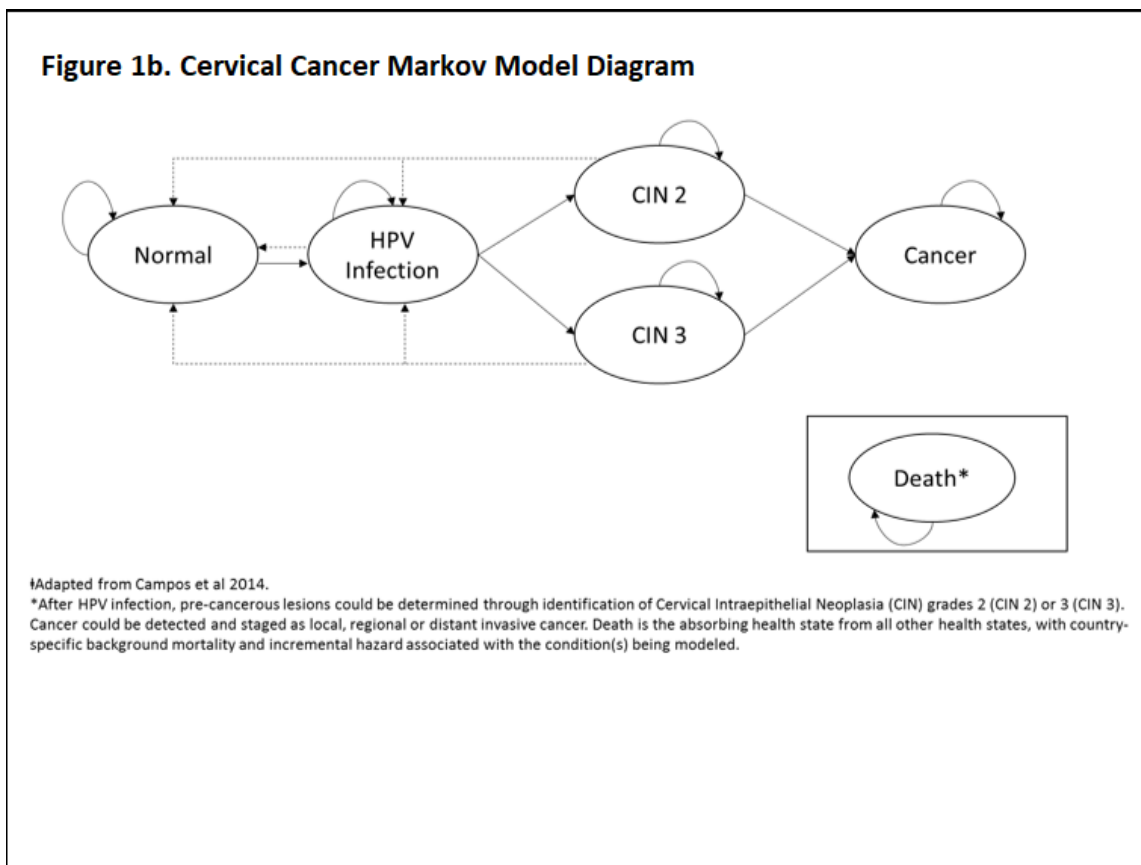 Figure 1b. Cervical Cancer Markov Model Diagram
CIN 2
Normal
HPV
Infection
Cancer
CIN 3
Death*
ƚAdapted from Campos et al 2014.
*After HPV infection, pre-cancerous lesions could be determined through identification of Cervical Intraepithelial Neoplasia (CIN) grades 2 (CIN 2) or 3 (CIN 3).
Cancer could be detected and staged as local, regional or distant invasive cancer. Death is the absorbing health state from all other health states, with country-
specific background mortality and incremental hazard associated with the condition(s) being modeled.